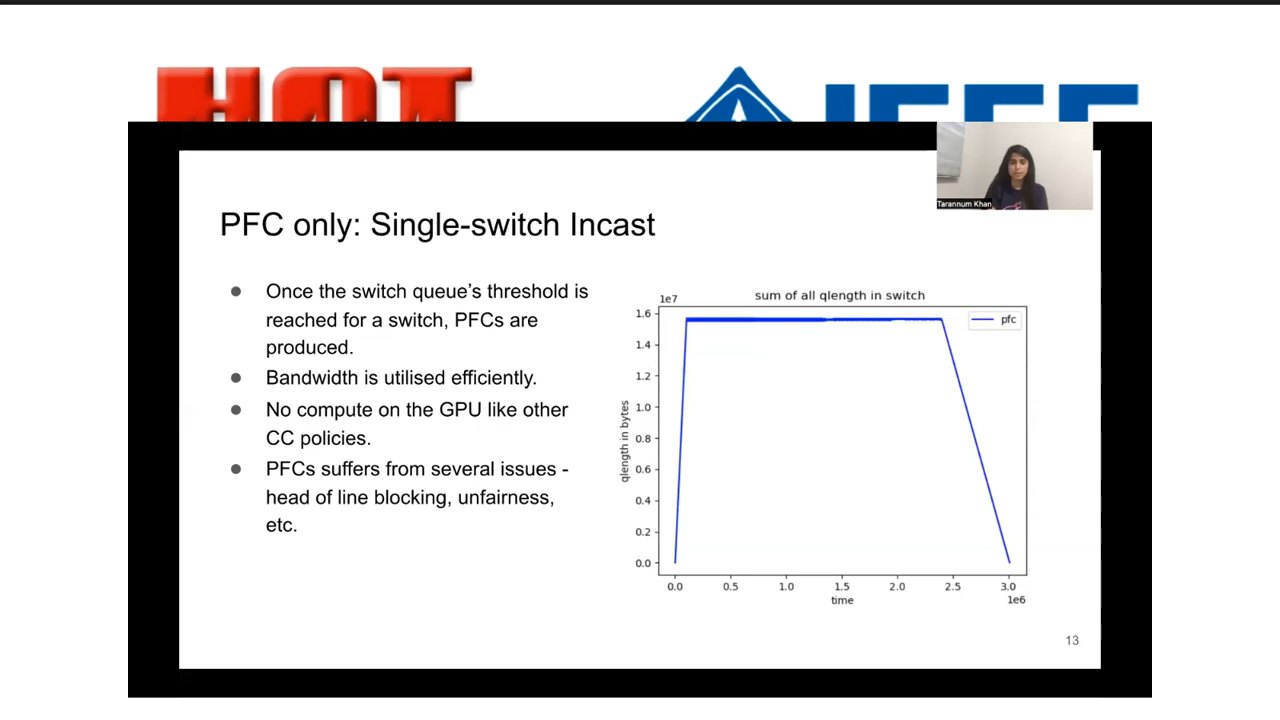 HOT
IEEE
Tarannum Khan
PFC only: Single-switch Incast
Once the switch queue's threshold is
reached for a switch, PFCs are
produced.
Bandwidth is utilised efficiently.
No compute on the GPU like other
CC policies.
PFCs suffers from several issues -
head of line blocking, unfairness,
etc.
sum of all qlength in switch
1e7
pfc
1.6
1.4
1.2
1.0
0.8
0.6
0.4
0.2
0.0
qlength in bytes
0.0 0.5 1.0 1.5 2.0 2.5 3.0
time
1e6
13